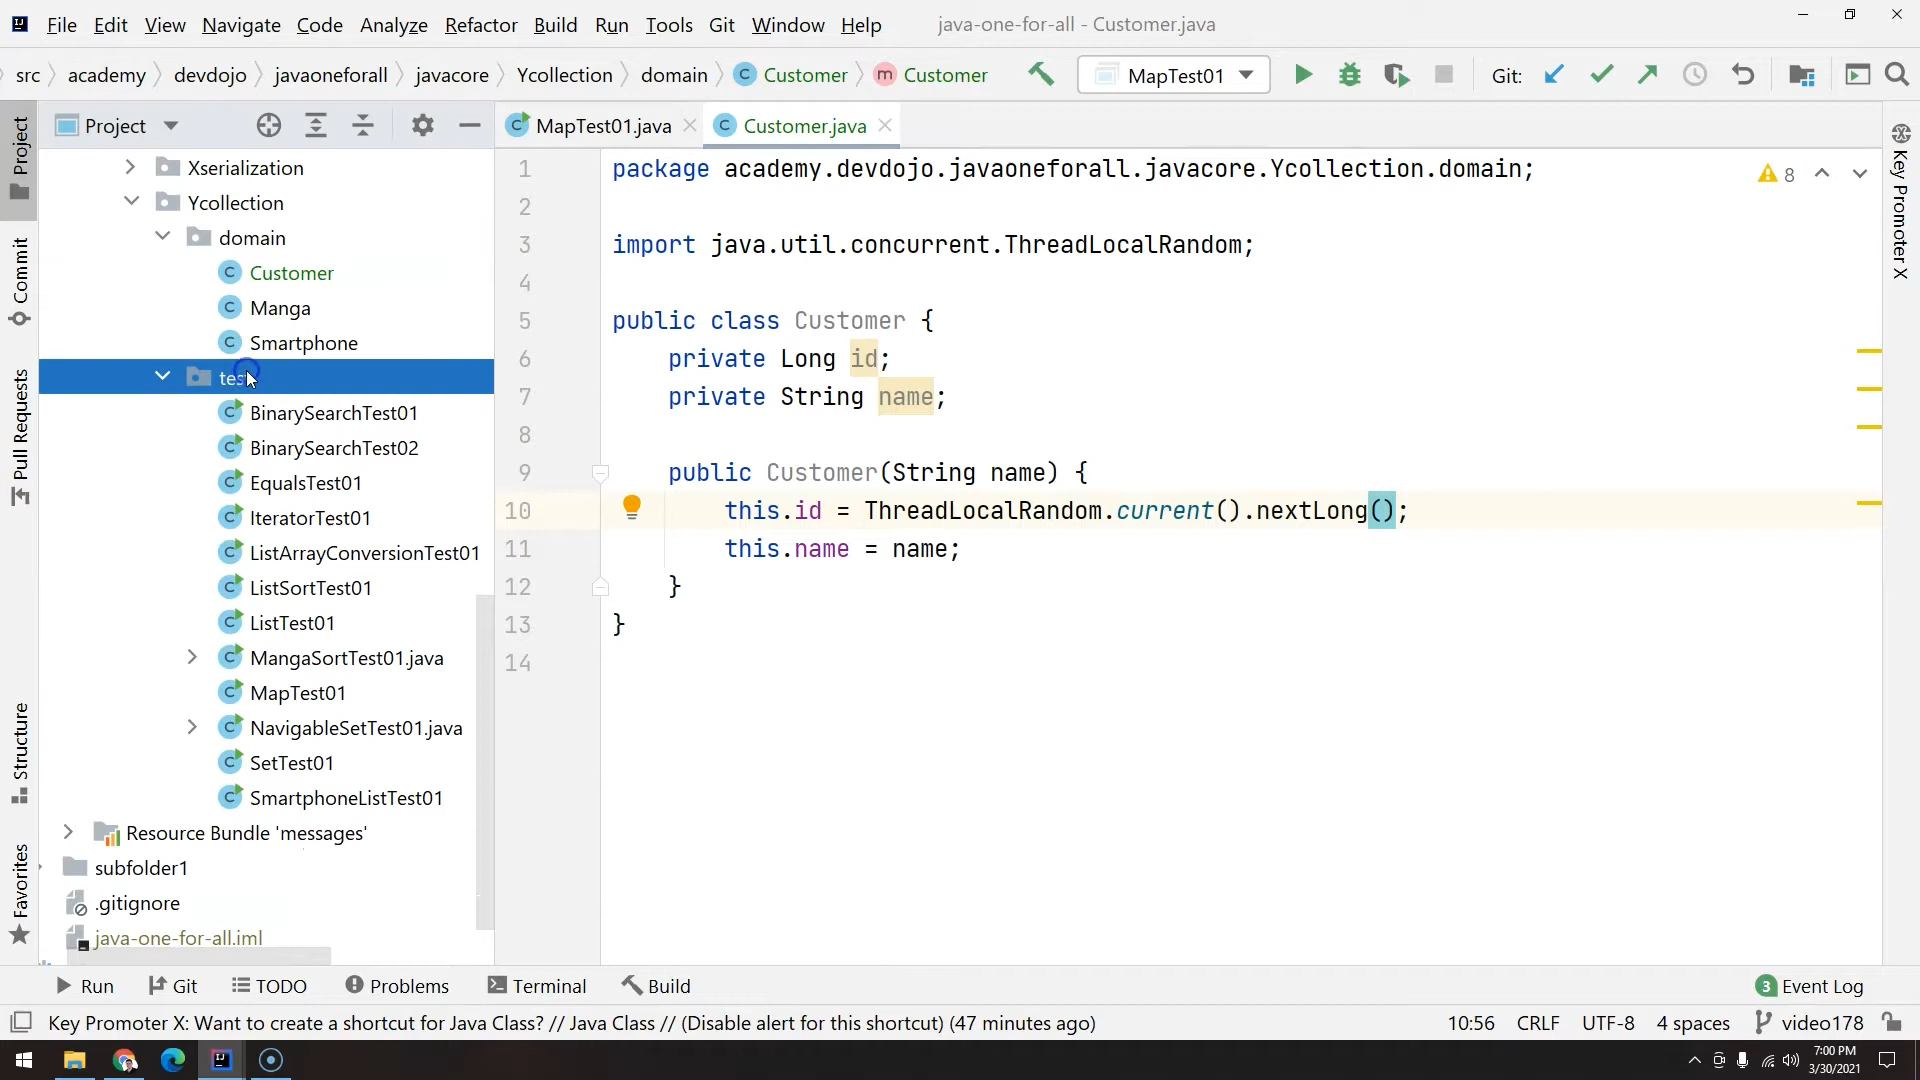 File Edit View Navigate Code Analyze Refactor Build Run Tools Git Window Help java-one-for-all - Customer.java
src academy devdojo javaoneforall javacore Ycollection domain Customer Customer MapTest01 Git:
Project
MapTest01.java Customer.java
Xserialization
Ycollection
domain
Customer
Manga
Smartphone
BinarySearchTest01
BinarySearchTest02
EqualsTest01
IteratorTest01
ListArrayConversionTest01
ListSortTest01
ListTest01
MangaSortTest01.java
MapTest01
NavigableSetTest01.java
SetTest01
SmartphoneListTest01
Resource Bundle 'messages'
subfolder1
.gitignore
java-one-for-all.iml
1 package academy.devdojo.javaoneforall.javacore.Ycollection.domain;
2
3 import java.util.concurrent.ThreadLocalRandom;
4
5 public class Customer {
6 private Long id;
7 private String name;
8
9 public Customer(String name) {
10 this.id = ThreadLocalRandom.current().nextLong();
11 this.name = name;
12 }
13 }
14
8
Project
Commit
Pull Requests
Structure
Favorites
Key Promoter X
Run Git TODO Problems Terminal Build 3 Event Log
Key Promoter X: Want to create a shortcut for Java Class? // Java Class // (Disable alert for this shortcut) (47 minutes ago) 10:56 CRLF UTF-8 4 spaces video178
7:00 PM
3/30/2021